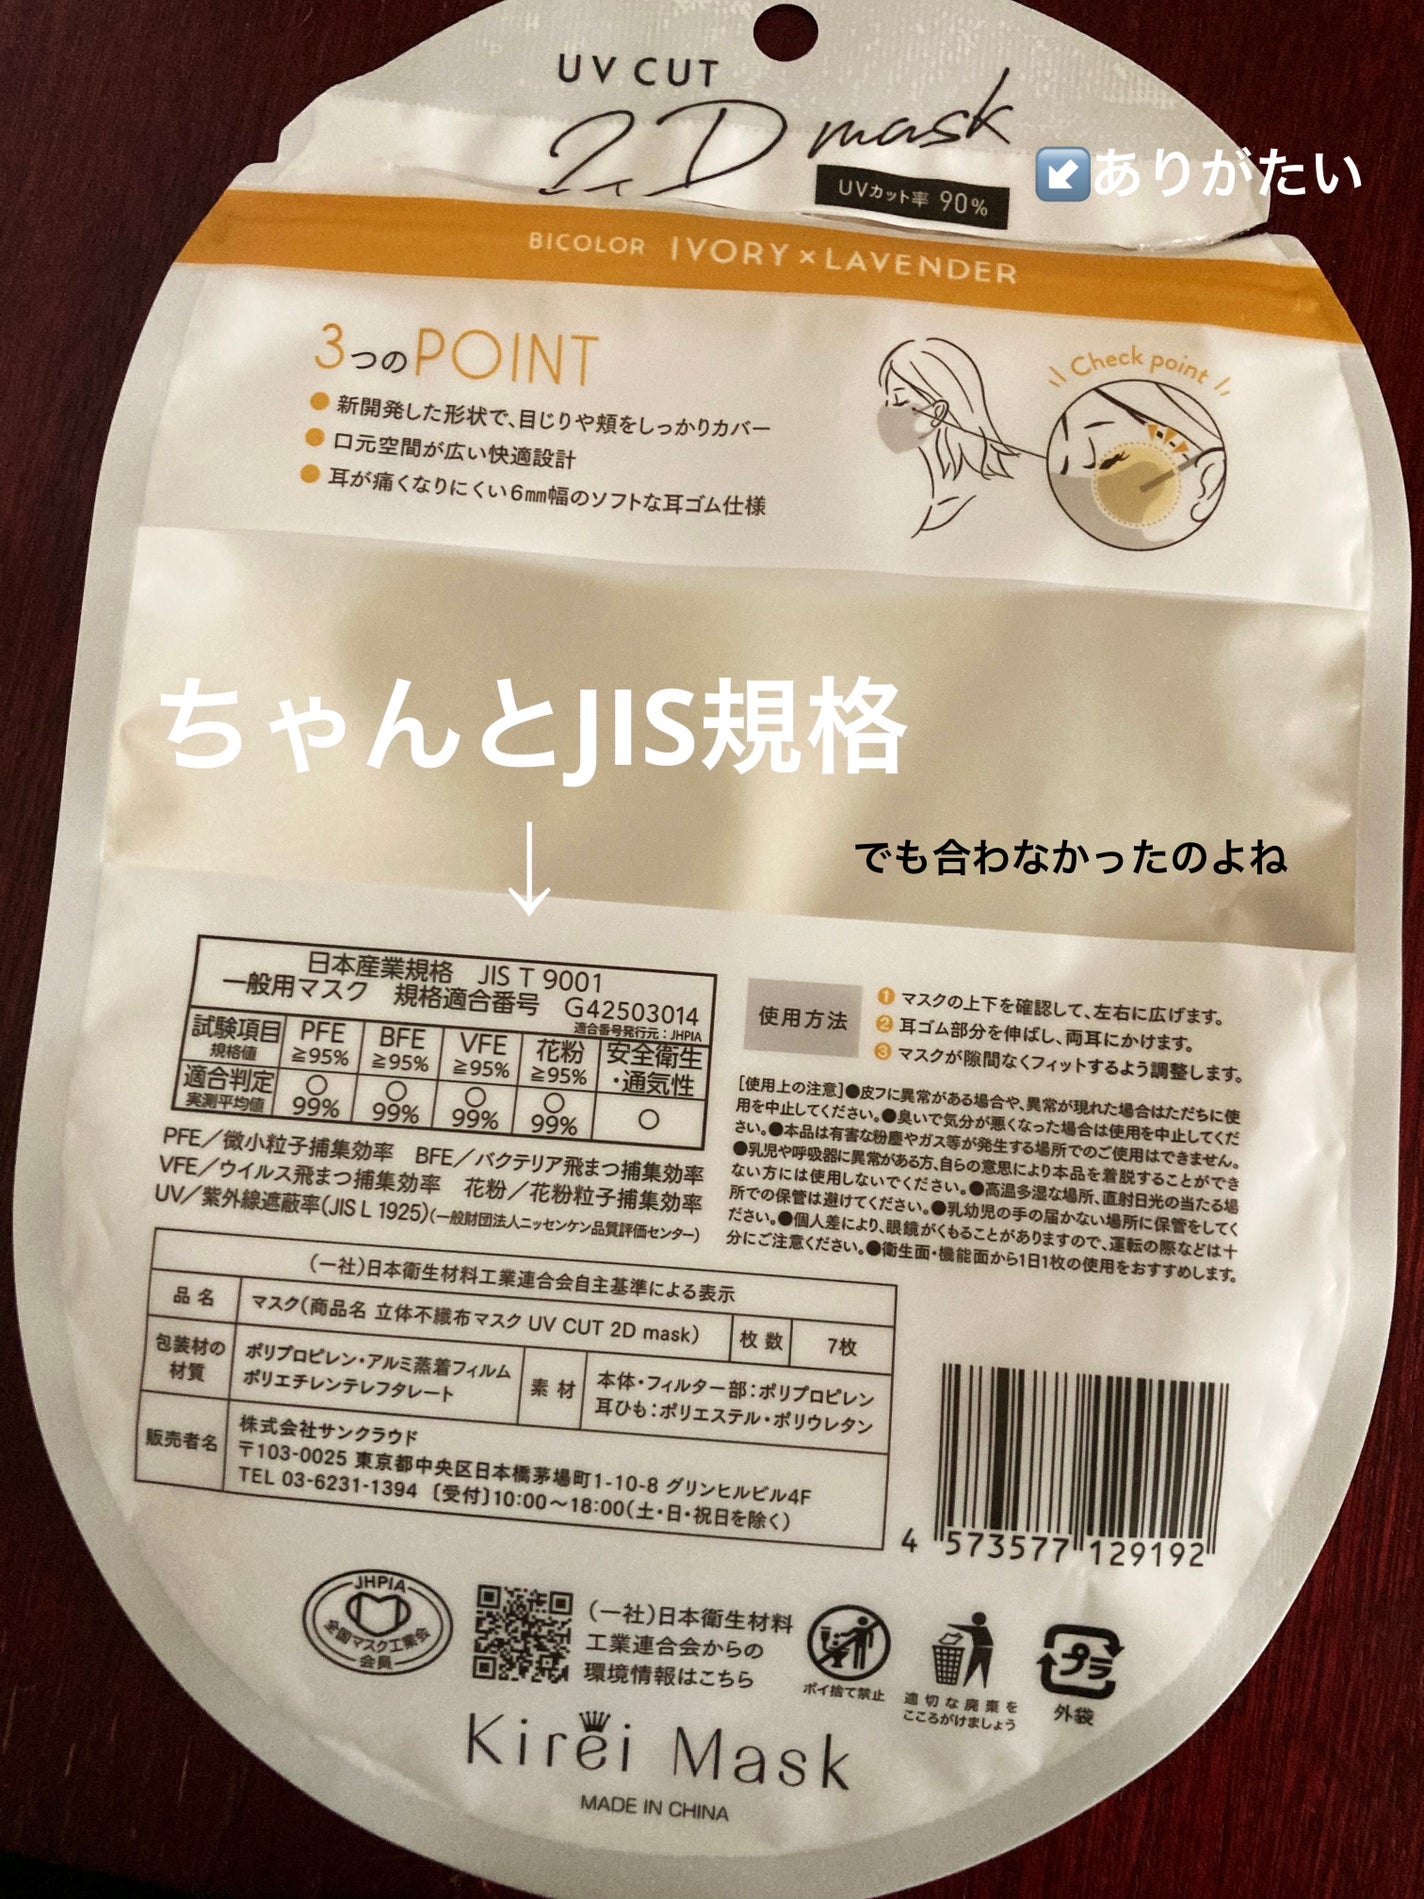 UV CUT
2D mask
UVカット率 90%
↙️ありがたい
BICOLOR IVORY×LAVENDER
3つのPOINT
●新開発した形状で、目じりや頬をしっかりカバー
●口元空間が広い快適設計
●耳が痛くなりにくい6mm幅のソフトな耳ゴム仕様
Check point
ちゃんとJIS規格
↓
でも合わなかったのよね
日本産業規格 JIS T 9001
一般用マスク 規格適合番号 G42503014
適合番号発行元：JHPIA
試験項目 PFE BFE VFE 花粉 安全衛生
規格値 ≧95% ≧95% ≧95% ≧95% ・通気性
適合判定 ○ ○ ○ ○ ○
実測平均値 99% 99% 99% 99%
PFE／微小粒子捕集効率 BFE／バクテリア飛まつ捕集効率
VFE／ウイルス飛まつ捕集効率 花粉／花粉粒子捕集効率
UV／紫外線遮蔽率(JIS L 1925)(一般財団法人ニッセンケン品質評価センター)
使用方法
❶マスクの上下を確認して、左右に広げます。
❷耳ゴム部分を伸ばし、両耳にかけます。
❸マスクが隙間なくフィットするよう調整します。
[使用上の注意]●皮フに異常がある場合や、異常が現れた場合はただちに使
用を中止してください。●臭いで気分が悪くなった場合は使用を中止してくだ
さい。●本品は有害な粉塵やガス等が発生する場所でのご使用はできません。
●乳児や呼吸器に異常がある方、自らの意思により本品を着脱することができ
ない方には使用しないでください。●高温多湿な場所、直射日光の当たる場
所での保管は避けてください。●乳幼児の手の届かない場所に保管をしてく
ださい。●個人差により、眼鏡がくもることがありますので、運転の際などは十
分にご注意ください。●衛生面・機能面から1日1枚の使用をおすすめします。
(一社)日本衛生材料工業連合会自主基準による表示
品名 マスク(商品名 立体不織布マスク UV CUT 2D mask) 枚数 7枚
包装材の材質 ポリプロピレン・アルミ蒸着フィルム
ポリエチレンテレフタレート
素材 本体・フィルター部：ポリプロピレン
耳ひも：ポリエステル・ポリウレタン
販売者名 株式会社サンクラウド
〒103-0025 東京都中央区日本橋茅場町1-10-8 グリンヒルビル4F
TEL 03-6231-1394 〔受付〕10:00〜18:00(土・日・祝日を除く)
4 573577 129192
JHPIA
全国マスク工業会
会員
(一社)日本衛生材料
工業連合会からの
環境情報はこちら
ポイ捨て禁止
適切な廃棄を
こころがけましょう
プラ
外袋
Kirei Mask
MADE IN CHINA